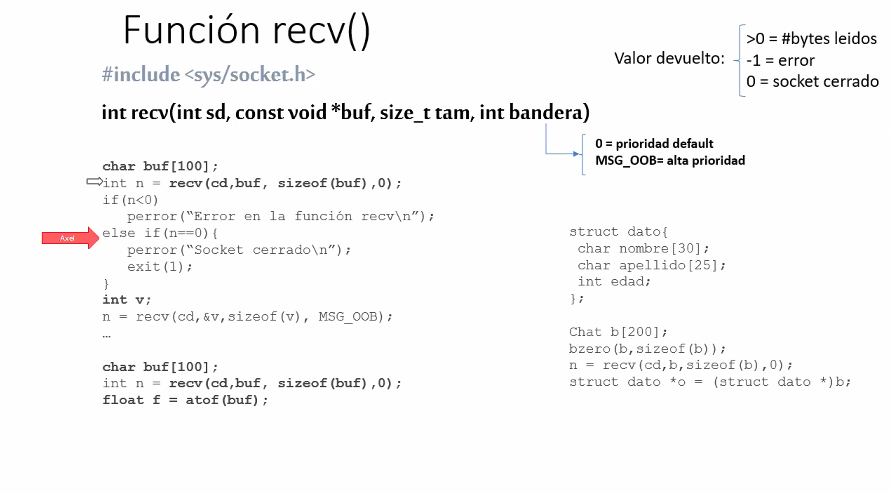 Función recv()
#include <sys/socket.h>
int recv(int sd, const void *buf, size_t tam, int bandera)
Valor devuelto:
>0 = #bytes leidos
-1 = error
0 = socket cerrado
0 = prioridad default
MSG_OOB= alta prioridad
char buf[100];
int n = recv(cd,buf, sizeof(buf),0);
if(n<0)
perror(“Error en la función recv\n”);
Axel
else if(n==0){
perror(“Socket cerrado\n”);
exit(1);
}
int v;
n = recv(cd,&v,sizeof(v), MSG_OOB);
…
char buf[100];
int n = recv(cd,buf, sizeof(buf),0);
float f = atof(buf);
struct dato{
char nombre[30];
char apellido[25];
int edad;
};
Chat b[200];
bzero(b,sizeof(b));
n = recv(cd,b,sizeof(b),0);
struct dato *o = (struct dato *)b;